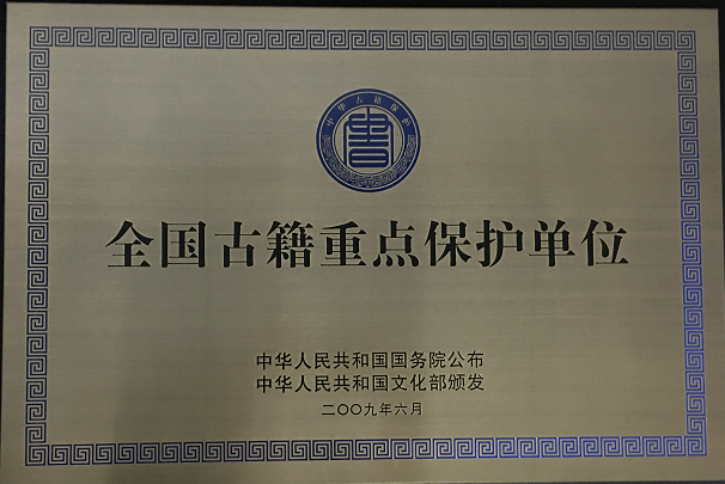 中华古籍保护
书
全国古籍重点保护单位
中华人民共和国国务院公布
中华人民共和国文化部颁发
二〇〇九年六月